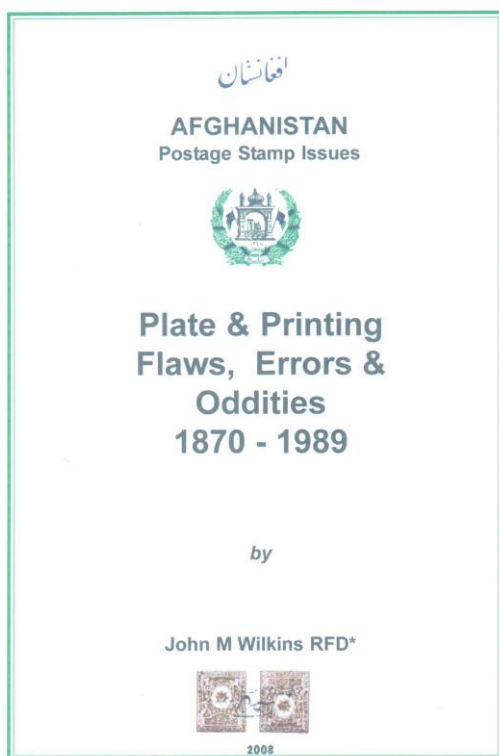 افغانستان
AFGHANISTAN
Postage Stamp Issues
Plate & Printing
Flaws, Errors &
Oddities
1870 - 1989
by
John M Wilkins RFD*
2008